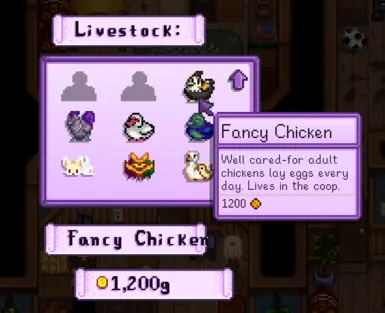 Livestock:
Fancy Chicken
Well cared-for adult
chickens lay eggs every
day. Lives in the coop.
1200
Fancy Chicken
1,200g